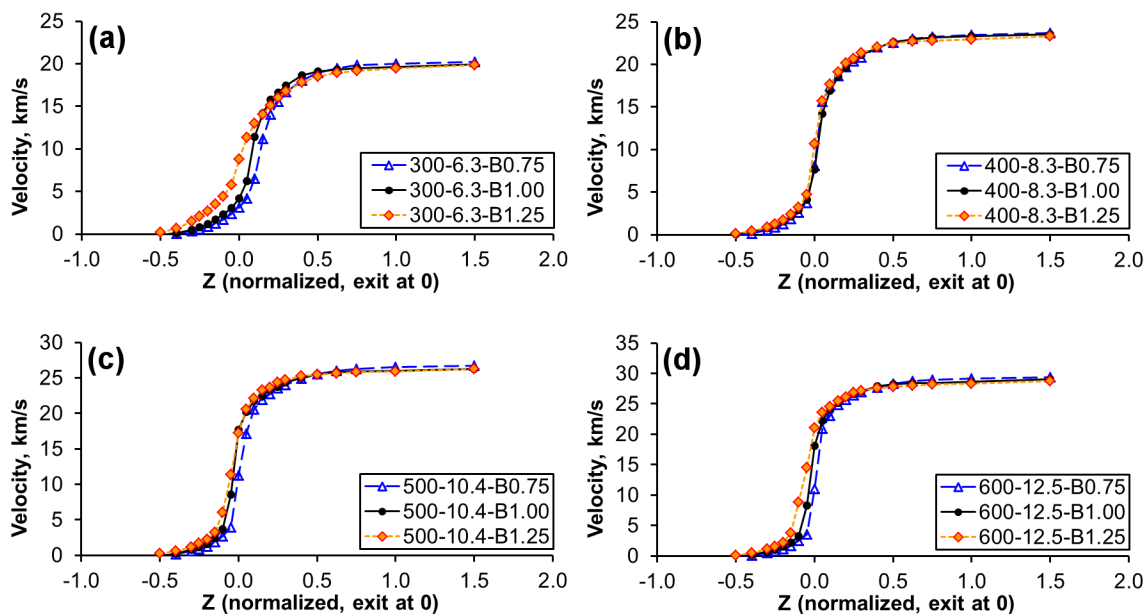 (a)
Velocity, km/s
25
20
15
10
5
0
-1.0 -0.5 0.0 0.5 1.0 1.5 2.0
Z (normalized, exit at 0)
300-6.3-B0.75
300-6.3-B1.00
300-6.3-B1.25
(b)
Velocity, km/s
25
20
15
10
5
0
-1.0 -0.5 0.0 0.5 1.0 1.5 2.0
Z (normalized, exit at 0)
400-8.3-B0.75
400-8.3-B1.00
400-8.3-B1.25
(c)
Velocity, km/s
30
25
20
15
10
5
0
-1.0 -0.5 0.0 0.5 1.0 1.5 2.0
Z (normalized, exit at 0)
500-10.4-B0.75
500-10.4-B1.00
500-10.4-B1.25
(d)
Velocity, km/s
35
30
25
20
15
10
5
0
-1.0 -0.5 0.0 0.5 1.0 1.5 2.0
Z (normalized, exit at 0)
600-12.5-B0.75
600-12.5-B1.00
600-12.5-B1.25